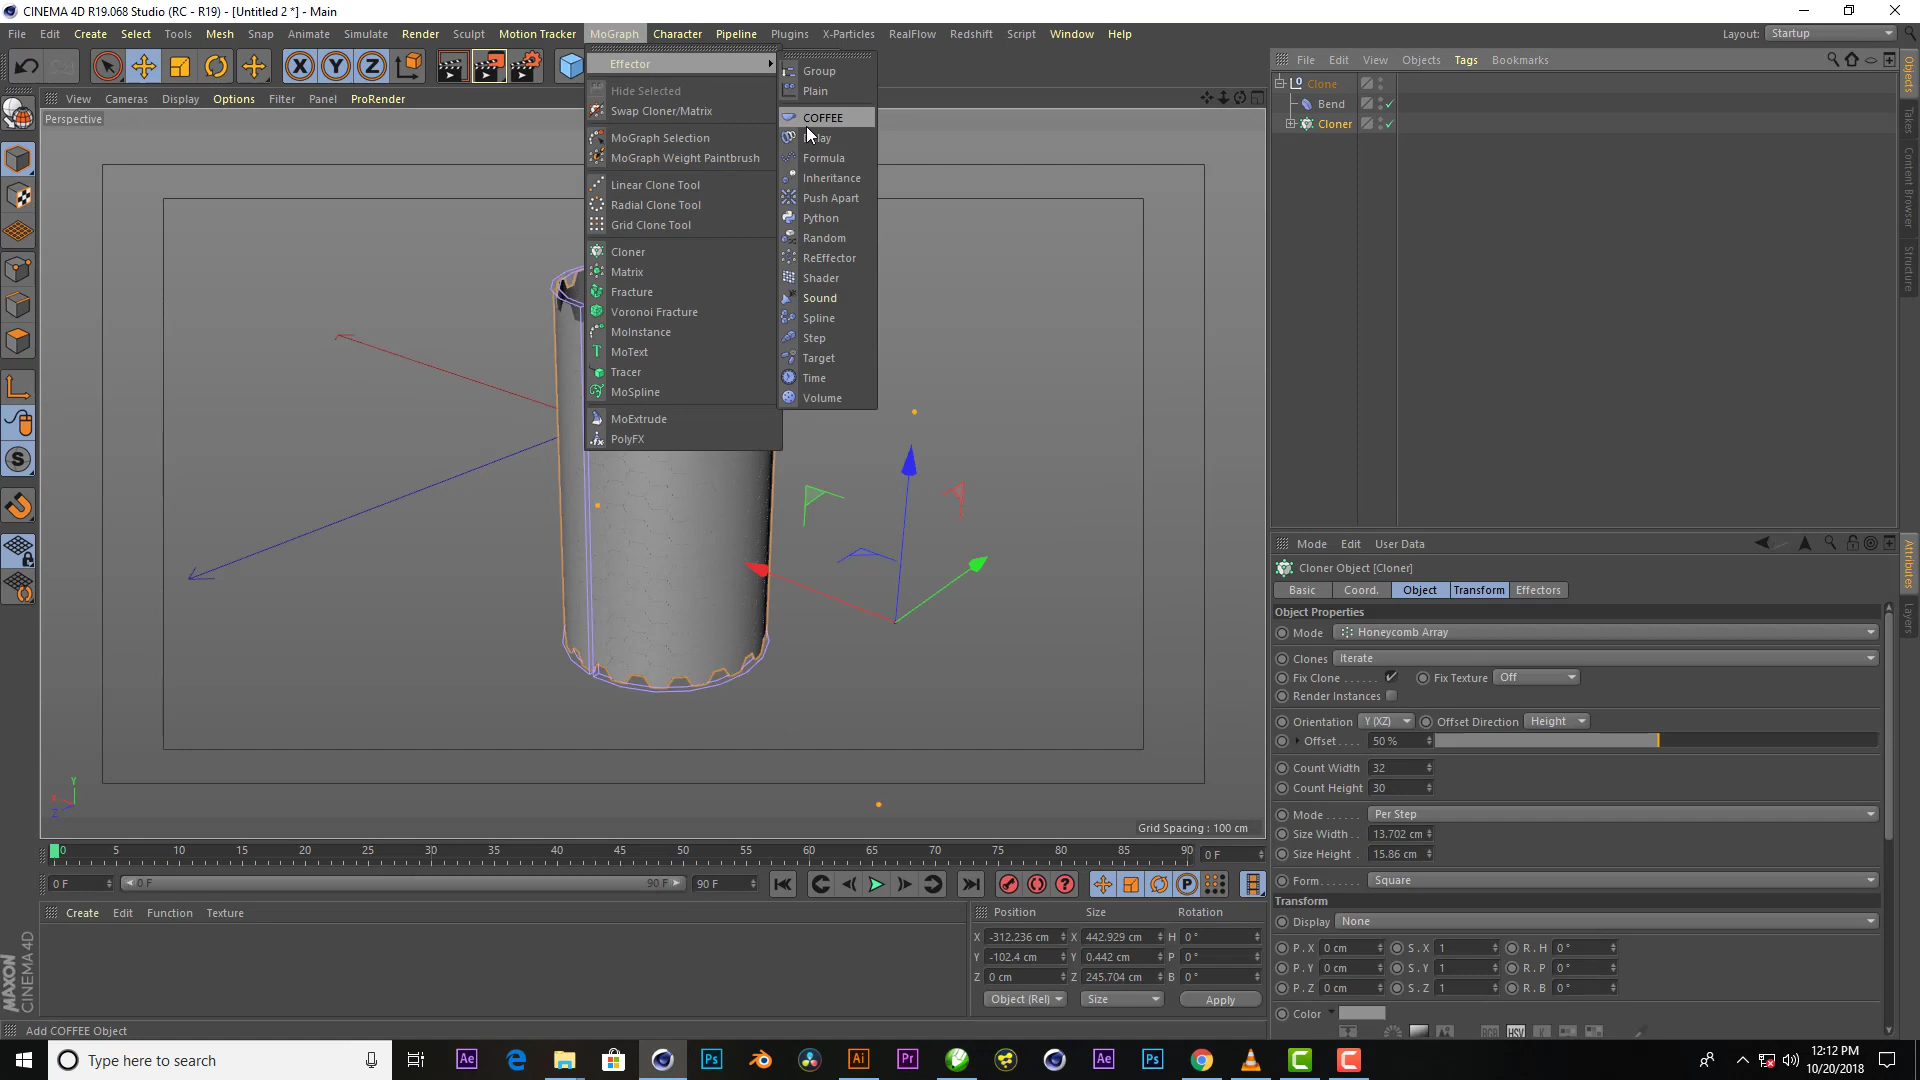 CINEMA 4D R19.068 Studio (RC - R19) - [Untitled 2 *] - Main
File Edit Create Select Tools Mesh Snap Animate Simulate Render Sculpt Motion Tracker MoGraph Character Pipeline Plugins X-Particles RealFlow Redshift Script Window Help Layout: Startup
File Edit View Objects Tags Bookmarks
View Cameras Display Options Filter Panel ProRender
Perspective
Effector
Hide Selected
Swap Cloner/Matrix
MoGraph Selection
MoGraph Weight Paintbrush
Linear Clone Tool
Radial Clone Tool
Grid Clone Tool
Cloner
Matrix
Fracture
Voronoi Fracture
MoInstance
MoText
Tracer
MoSpline
MoExtrude
PolyFX
Group
Plain
COFFEE
Formula
Inheritance
Push Apart
Python
Random
ReEffector
Shader
Sound
Spline
Step
Target
Time
Volume
Clone
Bend
Cloner
Objects
Takes
Content Browser
Structure
Mode Edit User Data
Cloner Object [Cloner]
Basic Coord. Object Transform Effectors
Object Properties
Mode Honeycomb Array
Clones Iterate
Fix Clone ...... Fix Texture Off
Render Instances
Orientation Y (XZ) Offset Direction Height
Offset .... 50 %
Count Width 32
Count Height 30
Mode ...... Per Step
Size Width .. 13.702 cm
Size Height . 15.86 cm
Form ....... Square
Transform
Display None
P . X 0 cm S . X 1 R . H 0 °
P . Y 0 cm S . Y 1 R . P 0 °
P . Z 0 cm S . Z 1 R . B 0 °
Color
RGB HSV K
Attributes
Layers
Y
X
Z
Grid Spacing : 100 cm
0 5 10 15 20 25 30 35 40 45 50 55 60 65 70 75 80 85 90 0 F
0 F 0 F 90 F 90 F
Create Edit Function Texture
Position Size Rotation
X -312.236 cm X 442.929 cm H 0 °
Y -102.4 cm Y 0.442 cm P 0 °
Z 0 cm Z 245.704 cm B 0 °
Object (Rel) Size Apply
MAXON CINEMA 4D
Add COFFEE Object
Type here to search
12:12 PM
10/20/2018